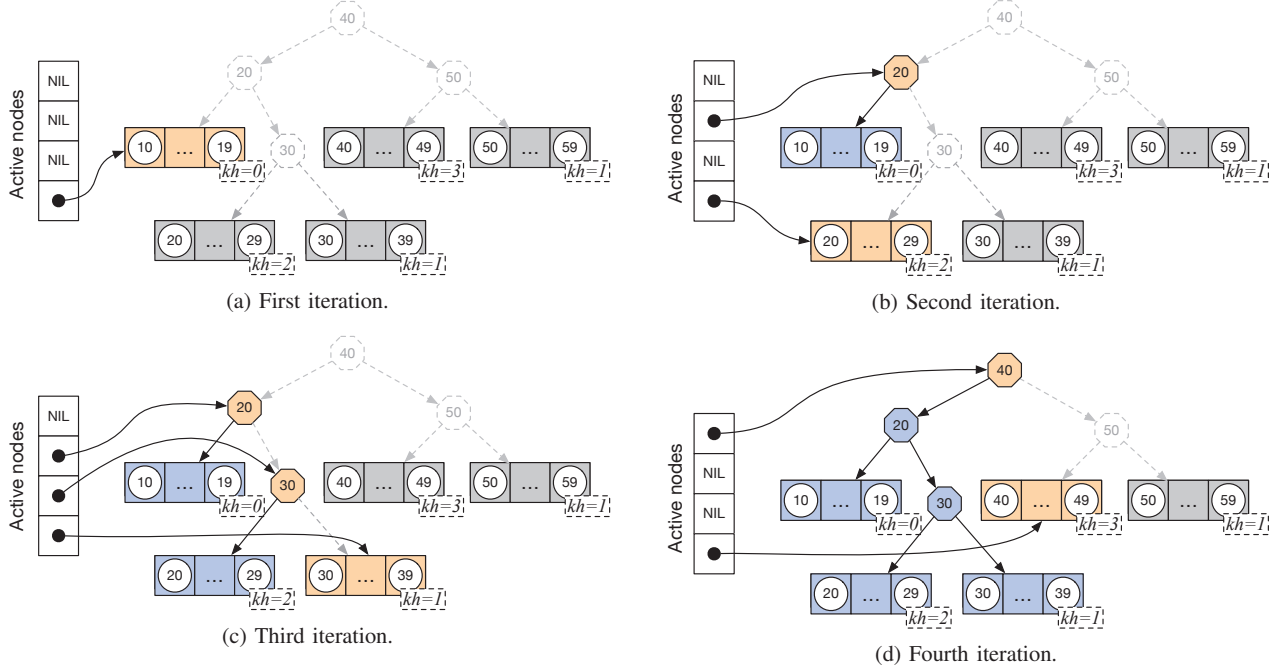 40
20
50
Active nodes
NIL
NIL
NIL
10 ... 19
kh=0
30
40 ... 49
kh=3
50 ... 59
kh=1
20 ... 29
kh=2
30 ... 39
kh=1
(a) First iteration.
40
20
50
Active nodes
NIL
NIL
10 ... 19
kh=0
30
40 ... 49
kh=3
50 ... 59
kh=1
20 ... 29
kh=2
30 ... 39
kh=1
(b) Second iteration.
40
20
50
Active nodes
NIL
10 ... 19
kh=0
30
40 ... 49
kh=3
50 ... 59
kh=1
20 ... 29
kh=2
30 ... 39
kh=1
(c) Third iteration.
40
20
50
Active nodes
NIL
NIL
10 ... 19
kh=0
30
40 ... 49
kh=3
50 ... 59
kh=1
20 ... 29
kh=2
30 ... 39
kh=1
(d) Fourth iteration.